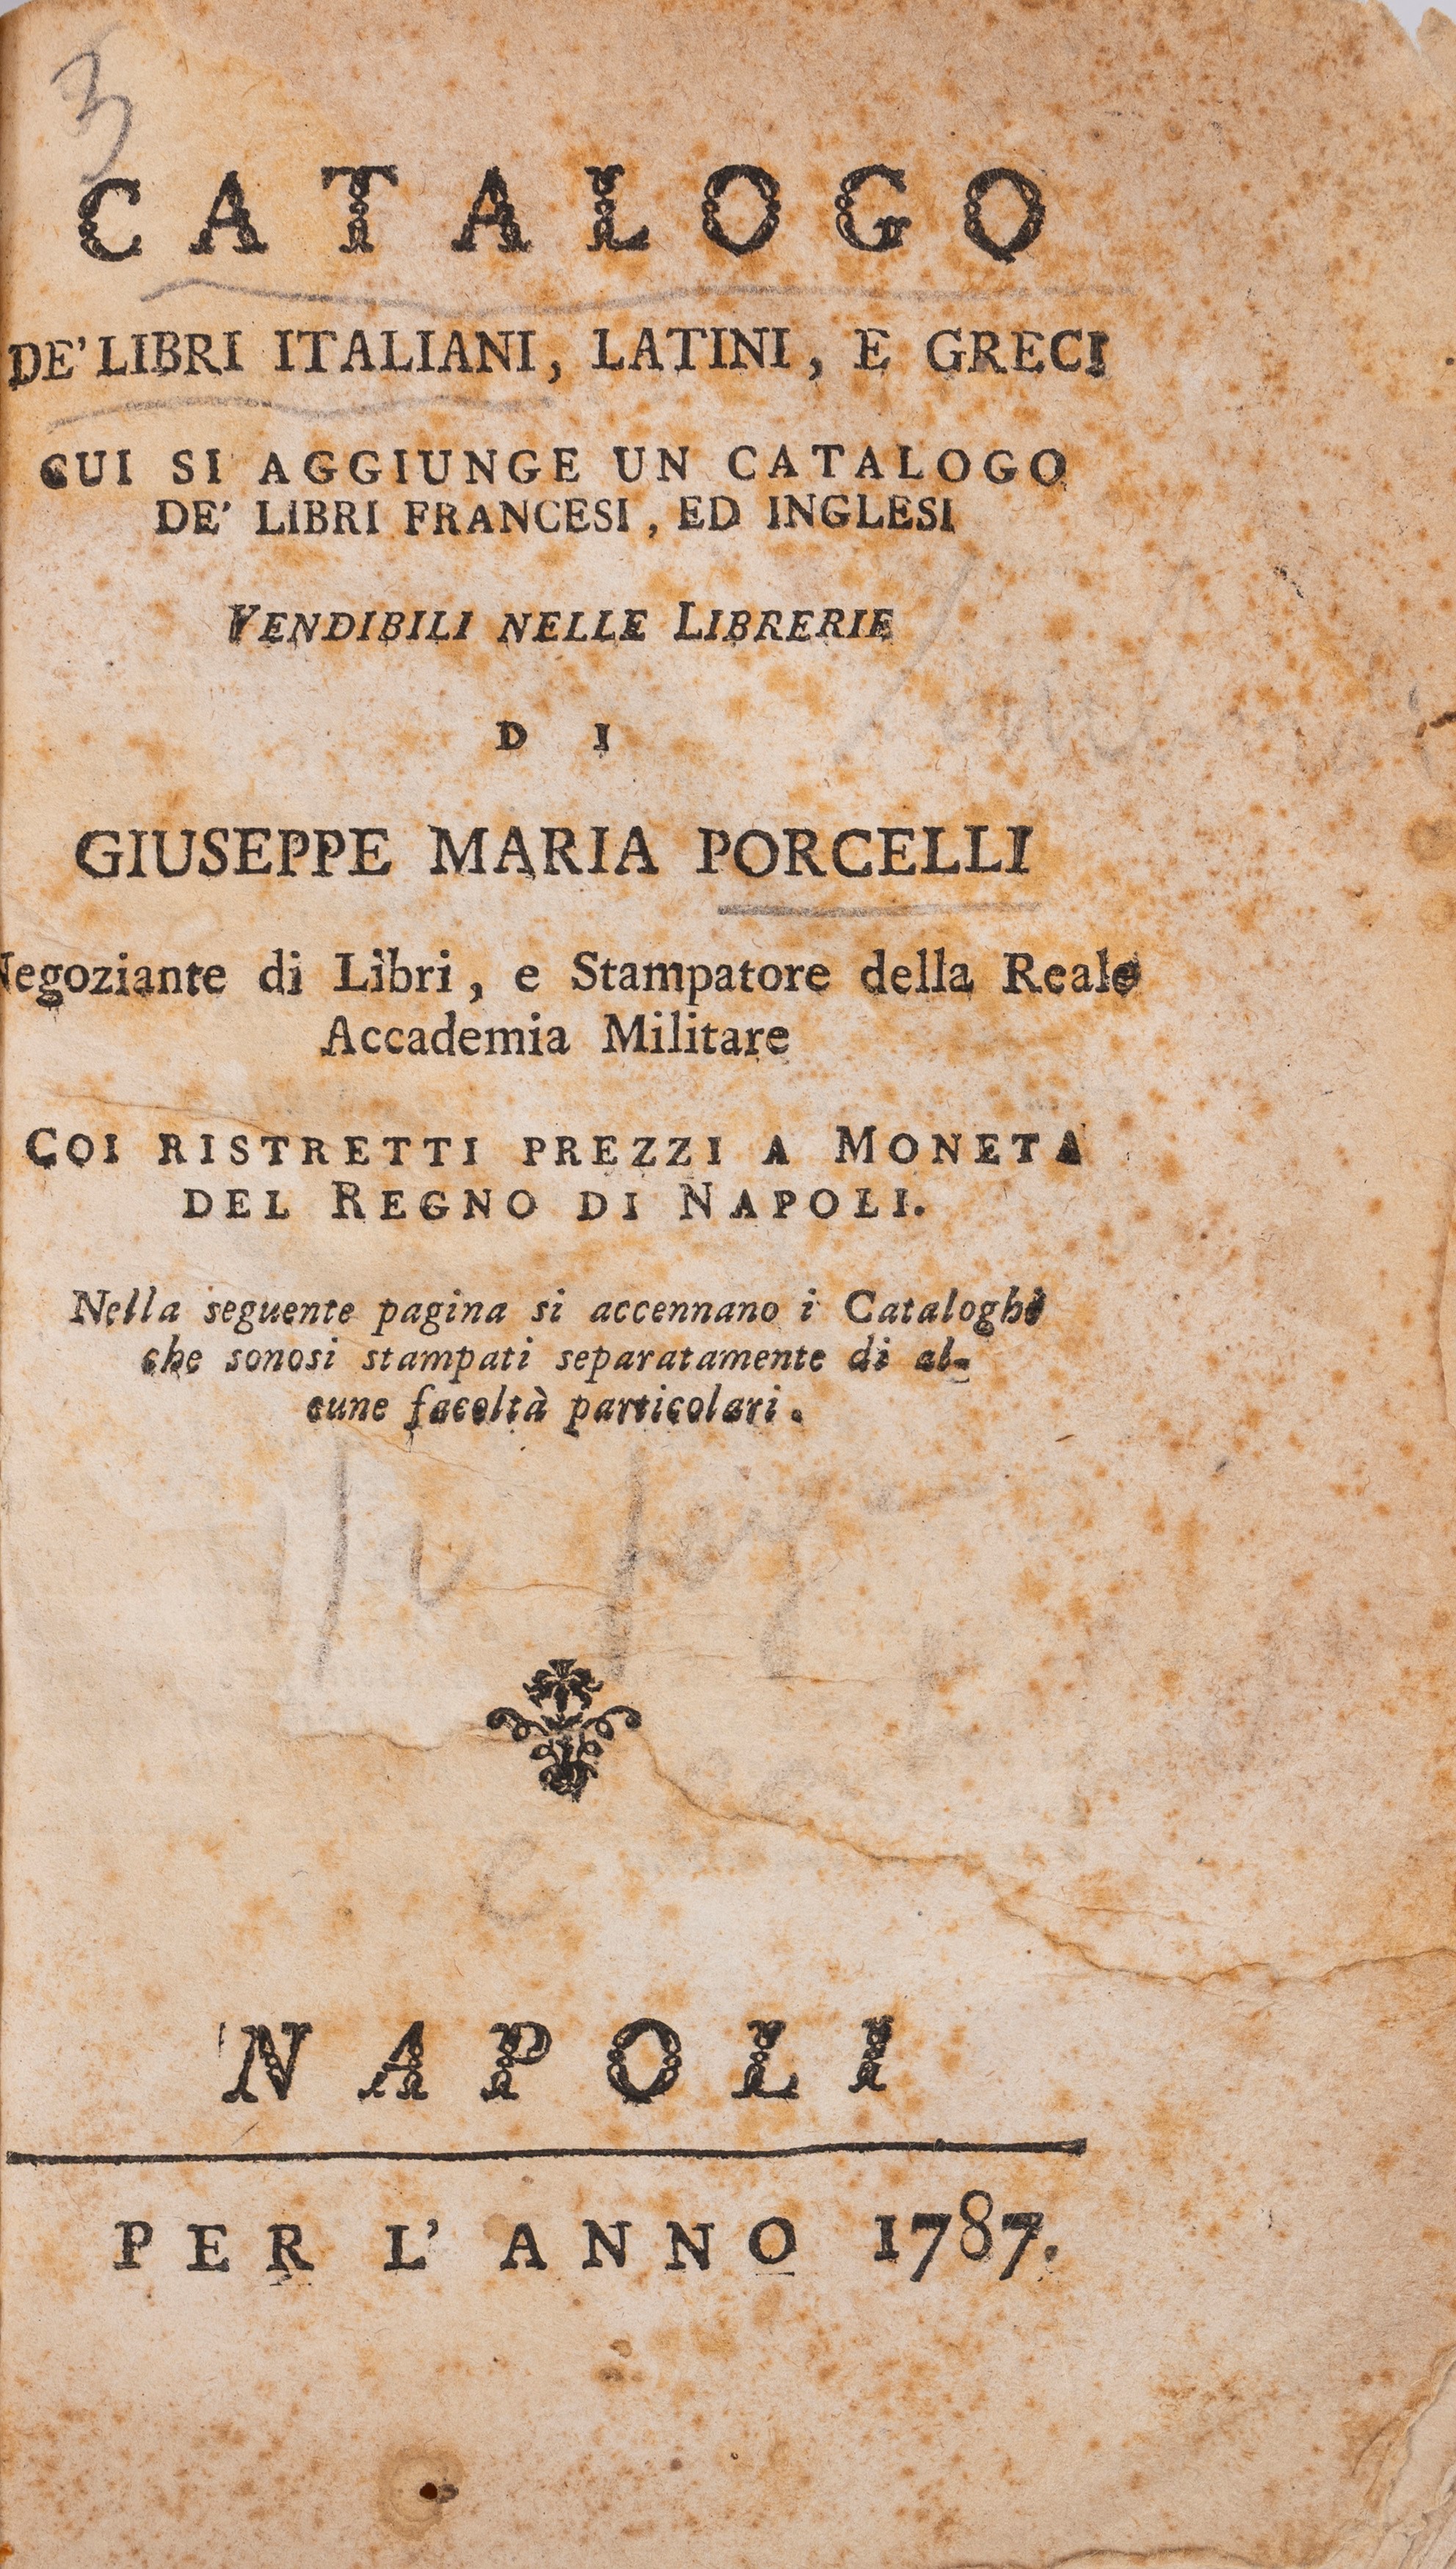 3
CATALOGO
DE' LIBRI ITALIANI, LATINI, E GRECI
CUI SI AGGIUNGE UN CATALOGO
DE' LIBRI FRANCESI, ED INGLESI
VENDIBILI NELLE LIBRERIE
DI
GIUSEPPE MARIA PORCELLI
Negoziante di Libri, e Stampatore della Reale
Accademia Militare
COI RISTRETTI PREZZI A MONETA
DEL REGNO DI NAPOLI.
Nella seguente pagina si accennano i Cataloghi
che sonosi stampati separatamente di al-
cune facoltà particolari.
NAPOLI
PER L' ANNO 1787.